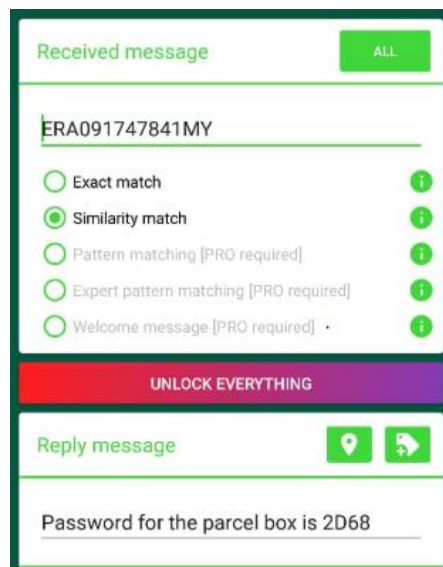 Received message
ALL
ERA091747841MY
Exact match
Similarity match
Pattern matching [PRO required]
Expert pattern matching [PRO required]
Welcome message [PRO required]
UNLOCK EVERYTHING
Reply message
Password for the parcel box is 2D68